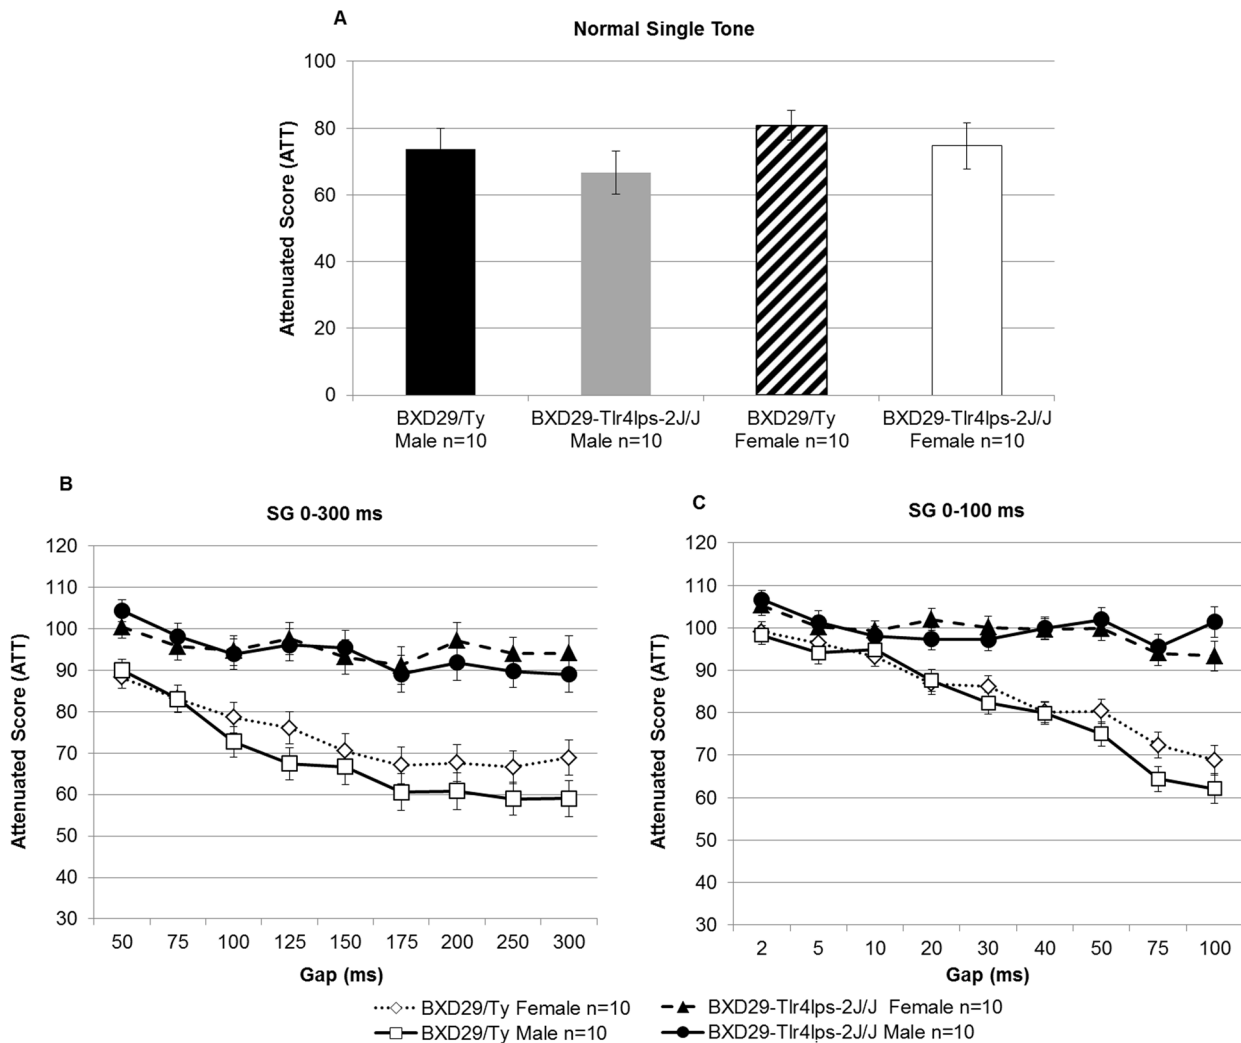 A
Normal Single Tone
Attenuated Score (ATT)
100
80
60
40
20
0
BXD29/Ty
Male n=10
BXD29-Tlr4lps-2J/J
Male n=10
BXD29/Ty
Female n=10
BXD29-Tlr4lps-2J/J
Female n=10
B
SG 0-300 ms
Attenuated Score (ATT)
120
110
100
90
80
70
60
50
40
30
50 75 100 125 150 175 200 250 300
Gap (ms)
C
SG 0-100 ms
Attenuated Score (ATT)
120
110
100
90
80
70
60
50
40
30
2 5 10 20 30 40 50 75 100
Gap (ms)
BXD29/Ty Female n=10
BXD29-Tlr4lps-2J/J Female n=10
BXD29/Ty Male n=10
BXD29-Tlr4lps-2J/J Male n=10